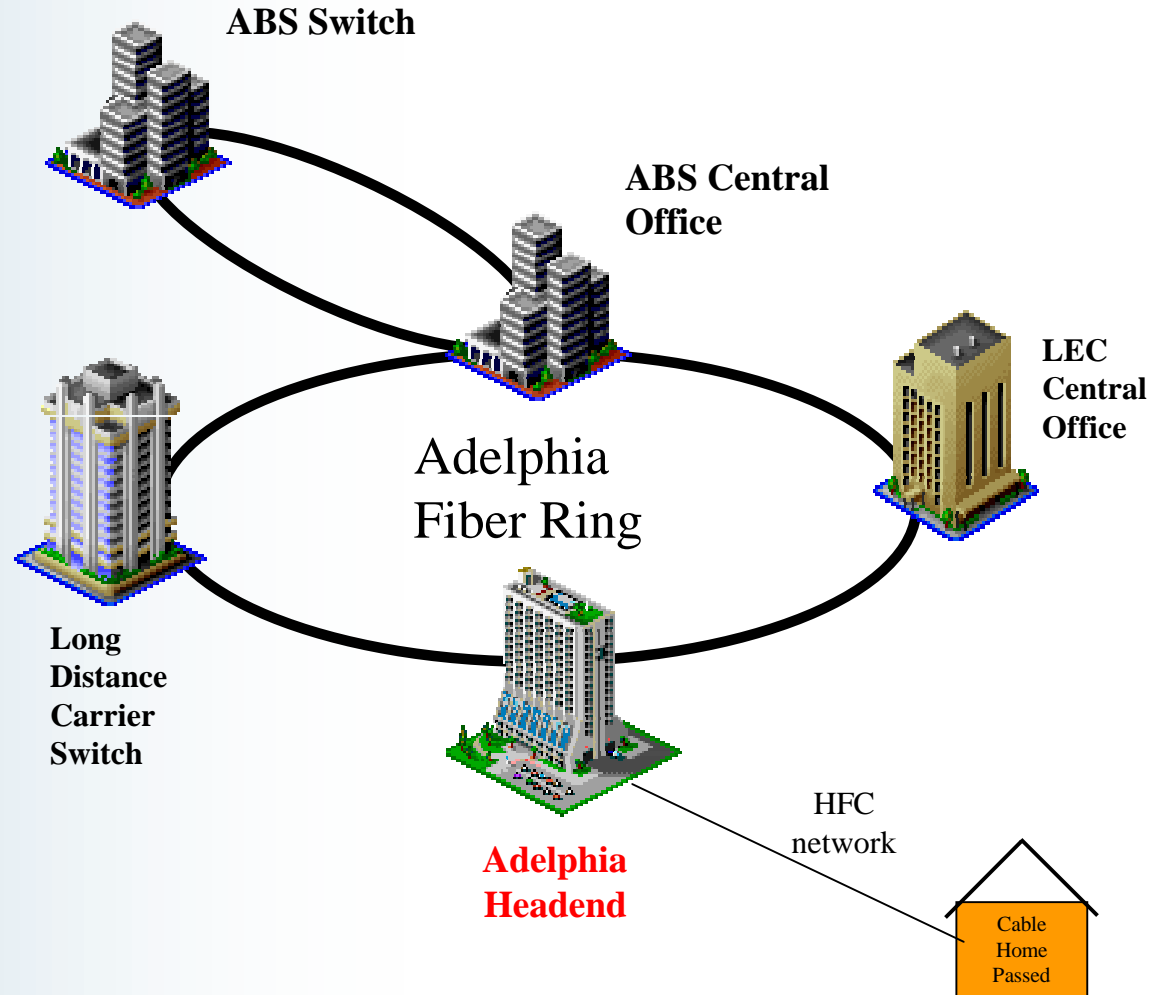 ABS Switch
ABS Central
Office
LEC
Central
Office
Adelphia
Fiber Ring
Long
Distance
Carrier
Switch
HFC
network
Adelphia
Headend
Cable
Home
Passed